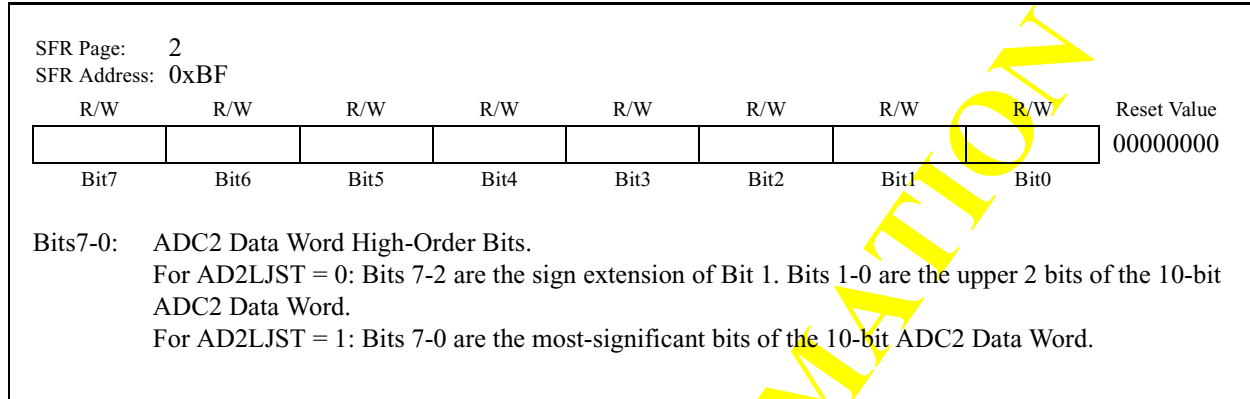 SFR Page: 2
SFR Address: 0xBF
R/W R/W R/W R/W R/W R/W R/W R/W Reset Value
00000000
Bit7 Bit6 Bit5 Bit4 Bit3 Bit2 Bit1 Bit0
Bits7-0: ADC2 Data Word High-Order Bits.
For AD2LJST = 0: Bits 7-2 are the sign extension of Bit 1. Bits 1-0 are the upper 2 bits of the 10-bit
ADC2 Data Word.
For AD2LJST = 1: Bits 7-0 are the most-significant bits of the 10-bit ADC2 Data Word.
MATION